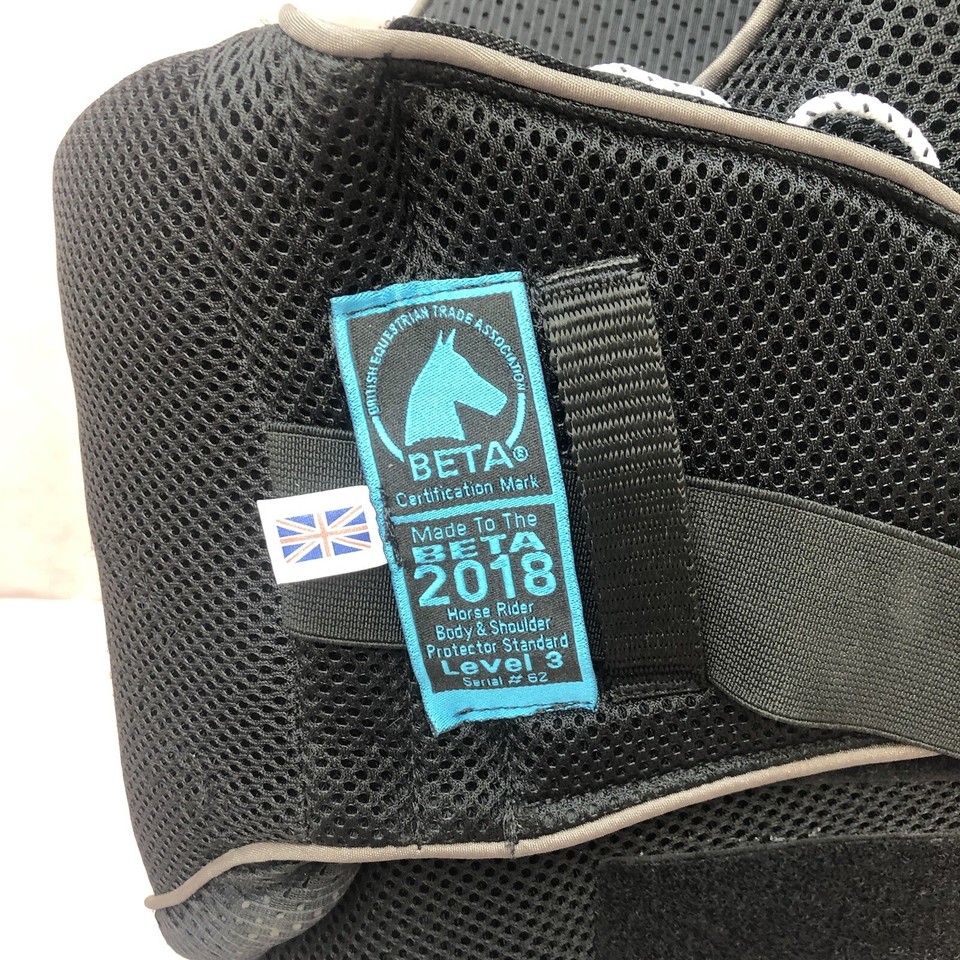 BRITISH EQUESTRIAN TRADE ASSOCIATION
BETA®
Certification Mark
Made To The
BETA
2018
Horse Rider
Body & Shoulder
Protector Standard
Level 3
Serial # 62